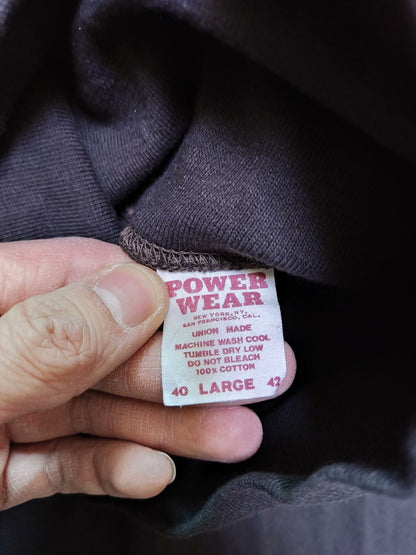 POWER
WEAR
NEW YORK, NY.
SAN FRANCISCO, CAL.
UNION MADE
MACHINE WASH COOL
TUMBLE DRY LOW
DO NOT BLEACH
100% COTTON
40 LARGE 42